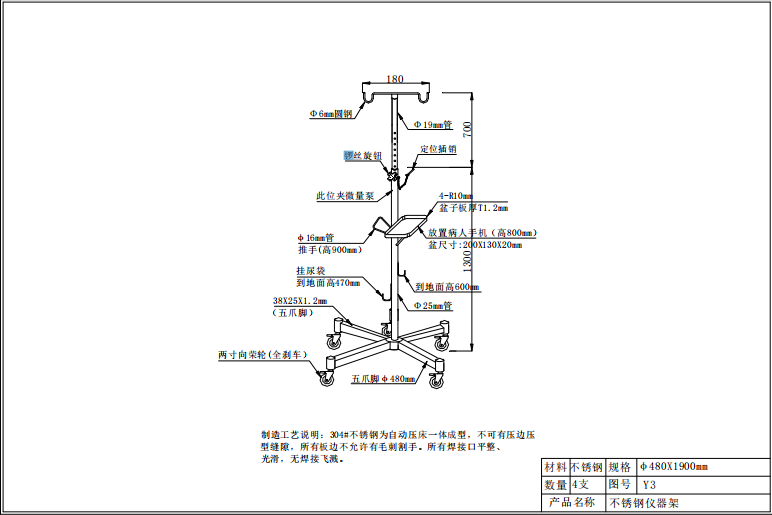 180
Φ6mm圆钢
Φ19mm管
700
螺丝旋钮
定位插销
此位夹微量泵
4-R10mm
盆子板厚T1.2mm
φ16mm管
推手(高900mm)
放置病人手机（高800mm）
盆尺寸:200X130X20mm
1300
挂尿袋
到地面高470mm
到地面高600mm
38X25X1.2mm
（五爪脚）
Φ25mm管
两寸向荣轮(全刹车）
五爪脚φ480mm
制造工艺说明：304#不锈钢为自动压床一体成型，不可有压边压
型缝隙，所有板边不允许有毛刺割手。所有焊接口平整、
光滑，无焊接飞溅。
材料 不锈钢 规格 φ480X1900mm
数量 4支 图号 Y3
产品名称 不锈钢仪器架